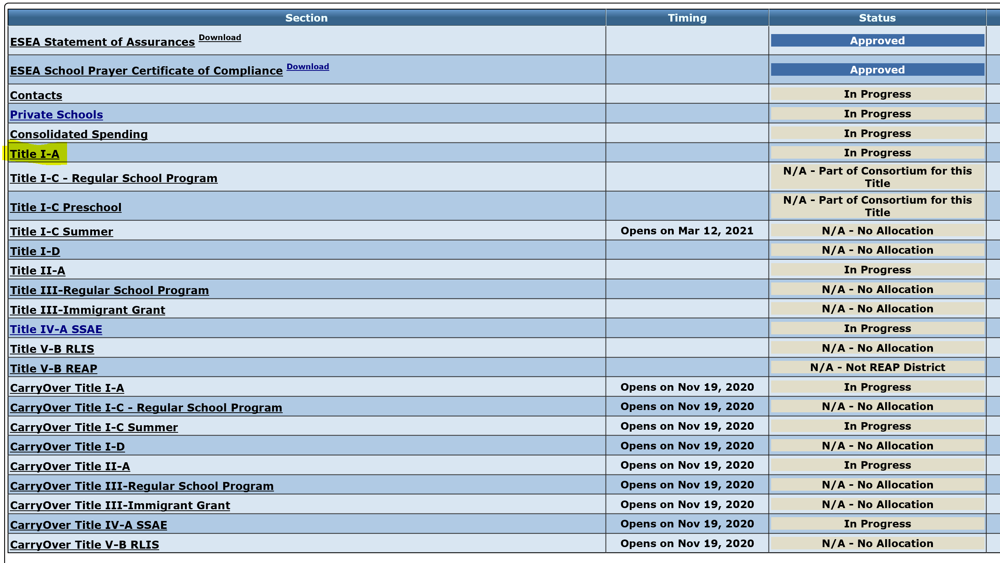 Section Timing Status
ESEA Statement of Assurances Download Approved
ESEA School Prayer Certificate of Compliance Download Approved
Contacts In Progress
Private Schools In Progress
Consolidated Spending In Progress
Title I-A In Progress
Title I-C - Regular School Program N/A - Part of Consortium for this
Title
Title I-C Preschool N/A - Part of Consortium for this
Title
Title I-C Summer Opens on Mar 12, 2021 N/A - No Allocation
Title I-D N/A - No Allocation
Title II-A In Progress
Title III-Regular School Program N/A - No Allocation
Title III-Immigrant Grant N/A - No Allocation
Title IV-A SSAE In Progress
Title V-B RLIS N/A - No Allocation
Title V-B REAP N/A - Not REAP District
CarryOver Title I-A Opens on Nov 19, 2020 In Progress
CarryOver Title I-C - Regular School Program Opens on Nov 19, 2020 N/A - No Allocation
CarryOver Title I-C Summer Opens on Nov 19, 2020 In Progress
CarryOver Title I-D Opens on Nov 19, 2020 N/A - No Allocation
CarryOver Title II-A Opens on Nov 19, 2020 In Progress
CarryOver Title III-Regular School Program Opens on Nov 19, 2020 N/A - No Allocation
CarryOver Title III-Immigrant Grant Opens on Nov 19, 2020 N/A - No Allocation
CarryOver Title IV-A SSAE Opens on Nov 19, 2020 In Progress
CarryOver Title V-B RLIS Opens on Nov 19, 2020 N/A - No Allocation